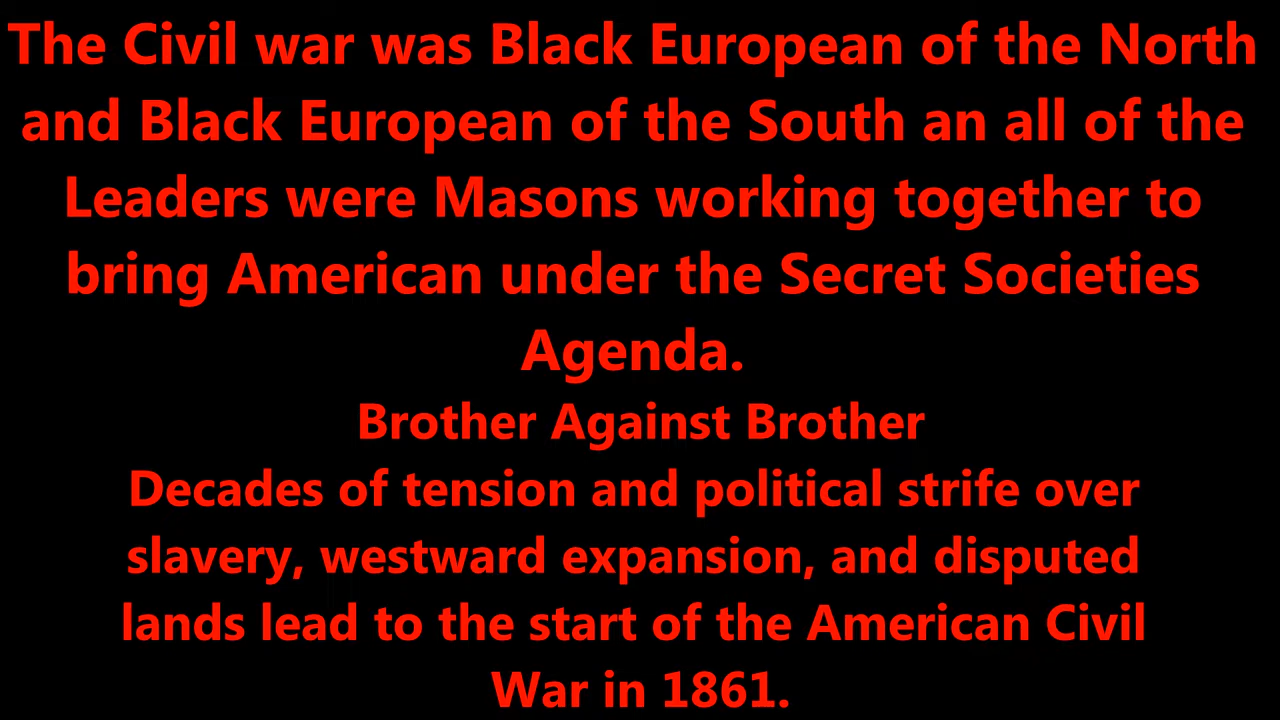 The Civil war was Black European of the North
and Black European of the South an all of the
Leaders were Masons working together to
bring American under the Secret Societies
Agenda.
Brother Against Brother
Decades of tension and political strife over
slavery, westward expansion, and disputed
lands lead to the start of the American Civil
War in 1861.